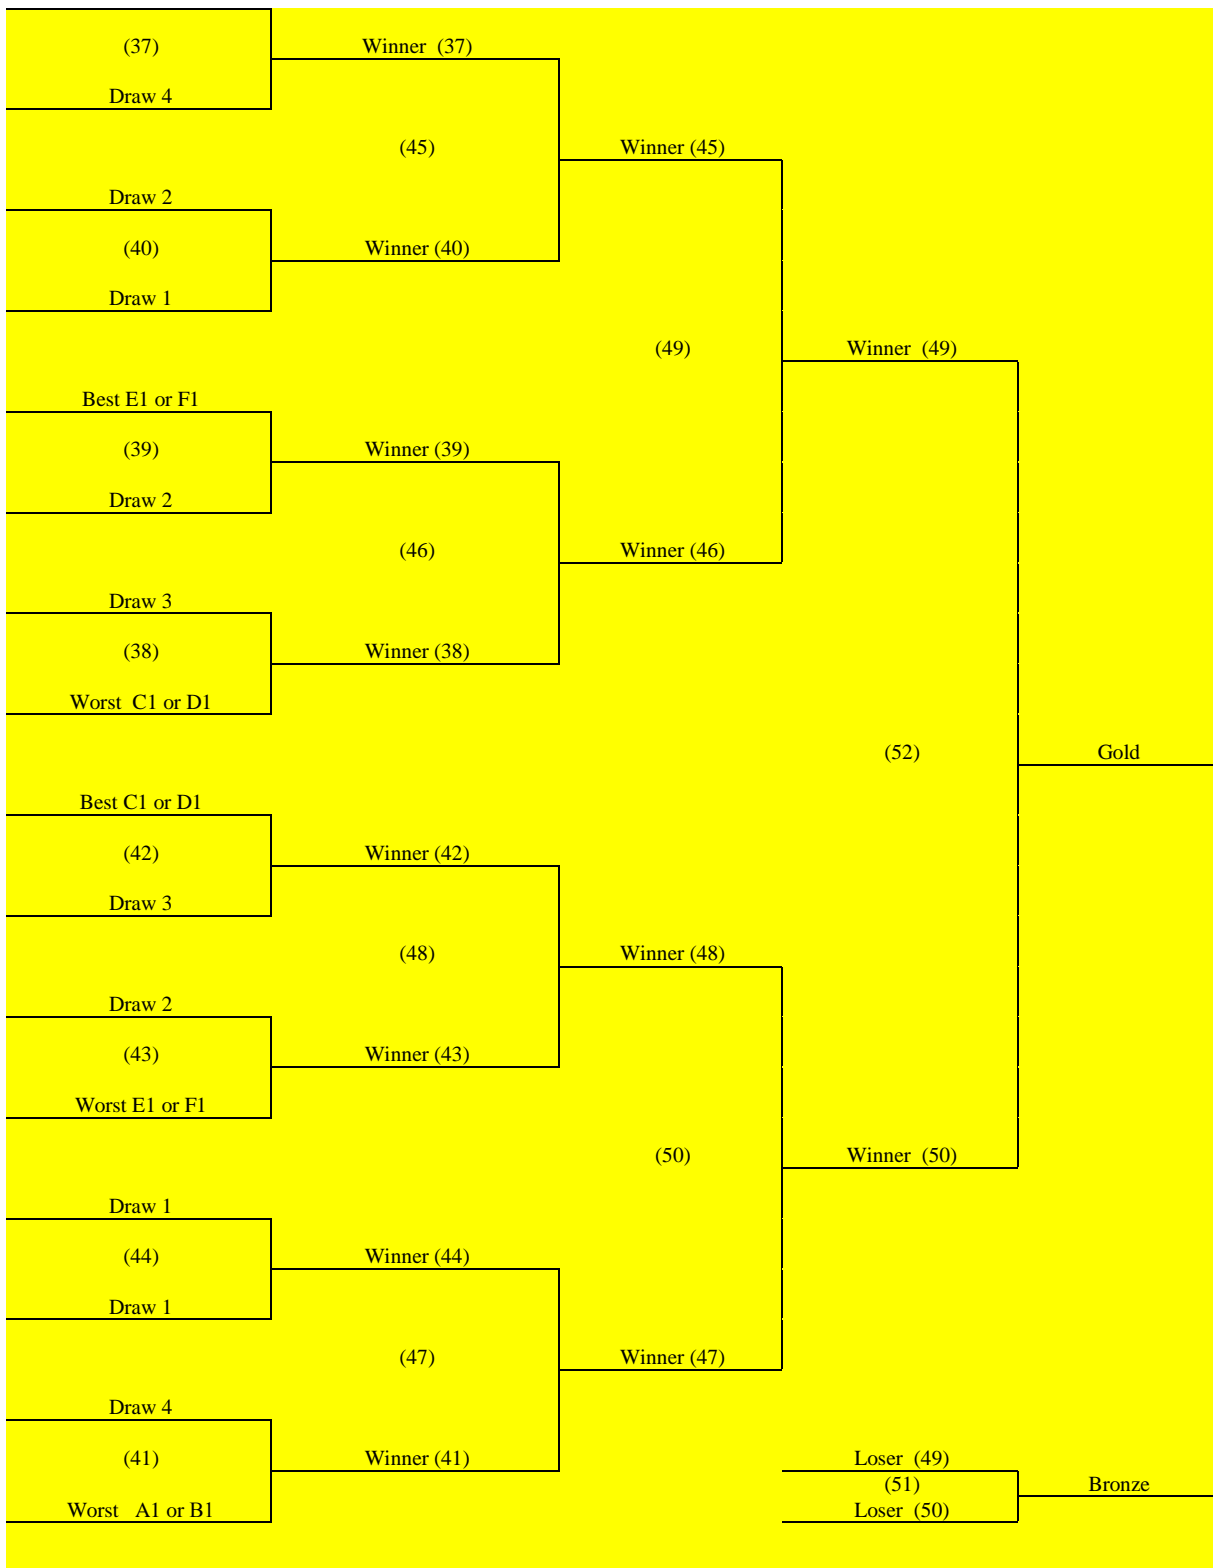 (37) Winner (37)
Draw 4
(45) Winner (45)
Draw 2
(40) Winner (40)
Draw 1
(49) Winner (49)
Best E1 or F1
(39) Winner (39)
Draw 2
(46) Winner (46)
Draw 3
(38) Winner (38)
Worst C1 or D1
(52) Gold
Best C1 or D1
(42) Winner (42)
Draw 3
(48) Winner (48)
Draw 2
(43) Winner (43)
Worst E1 or F1
(50) Winner (50)
Draw 1
(44) Winner (44)
Draw 1
(47) Winner (47)
Draw 4
(41) Winner (41) Loser (49)
(51) Bronze
Worst A1 or B1 Loser (50)